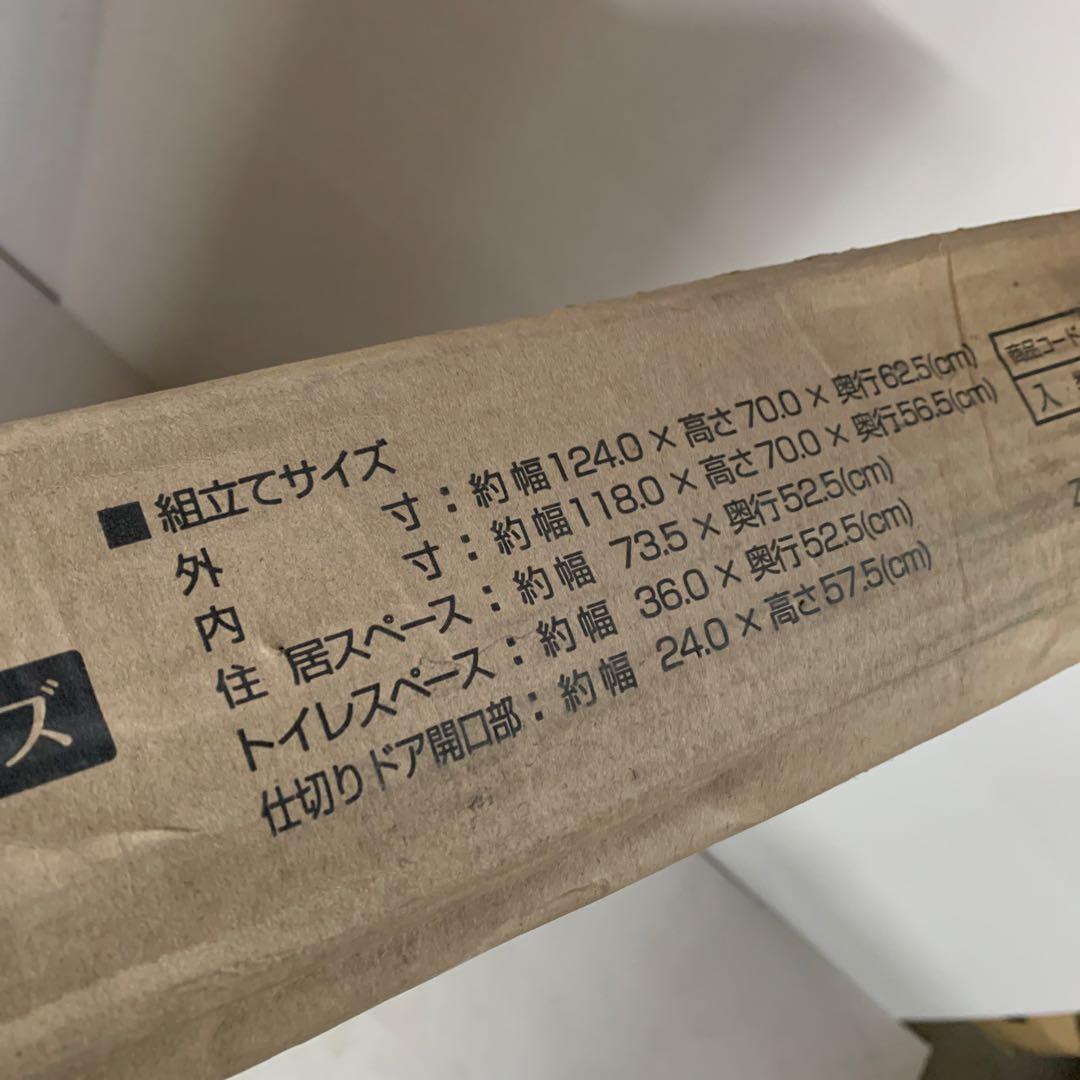 ■組立てサイズ
外寸：約幅124.0×高さ70.0×奥行62.5(cm)
内寸：約幅118.0×高さ70.0×奥行56.5(cm)
住居スペース：約幅 73.5×奥行52.5(cm)
トイレスペース：約幅 36.0×奥行52.5(cm)
仕切りドア開口部：約幅 24.0×高さ57.5(cm)
ズ
商品コード
入